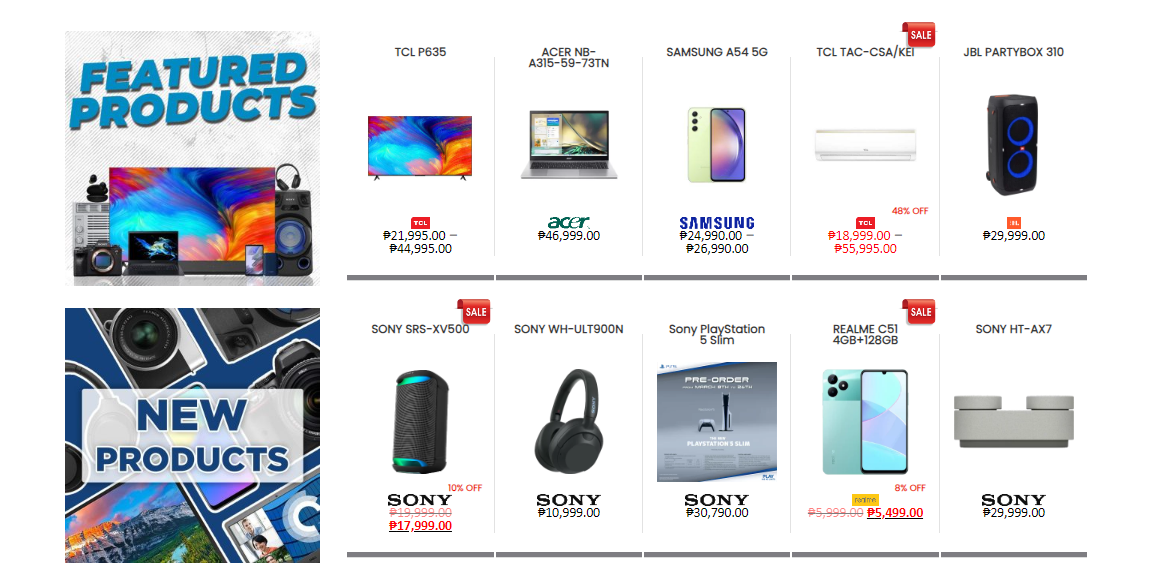 FEATURED
PRODUCTS
TCL P635
TCL
₱21,995.00 –
₱44,995.00
ACER NB-
A315-59-73TN
acer
₱46,999.00
SAMSUNG A54 5G
SAMSUNG
₱24,990.00 –
₱26,990.00
SALE
TCL TAC-CSA/KEI
48% OFF
TCL
₱18,999.00 –
₱55,995.00
JBL PARTYBOX 310
JBL
₱29,999.00
NEW
PRODUCTS
SALE
SONY SRS-XV500
10% OFF
SONY
₱19,999.00
₱17,999.00
SONY WH-ULT900N
SONY
SONY
₱10,999.00
Sony PlayStation
5 Slim
PRE-ORDER
PLAYSTATION 5 SLIM
SONY
₱30,790.00
SALE
REALME C51
4GB+128GB
8% OFF
realme
₱5,999.00 ₱5,499.00
SONY HT-AX7
SONY
₱29,999.00